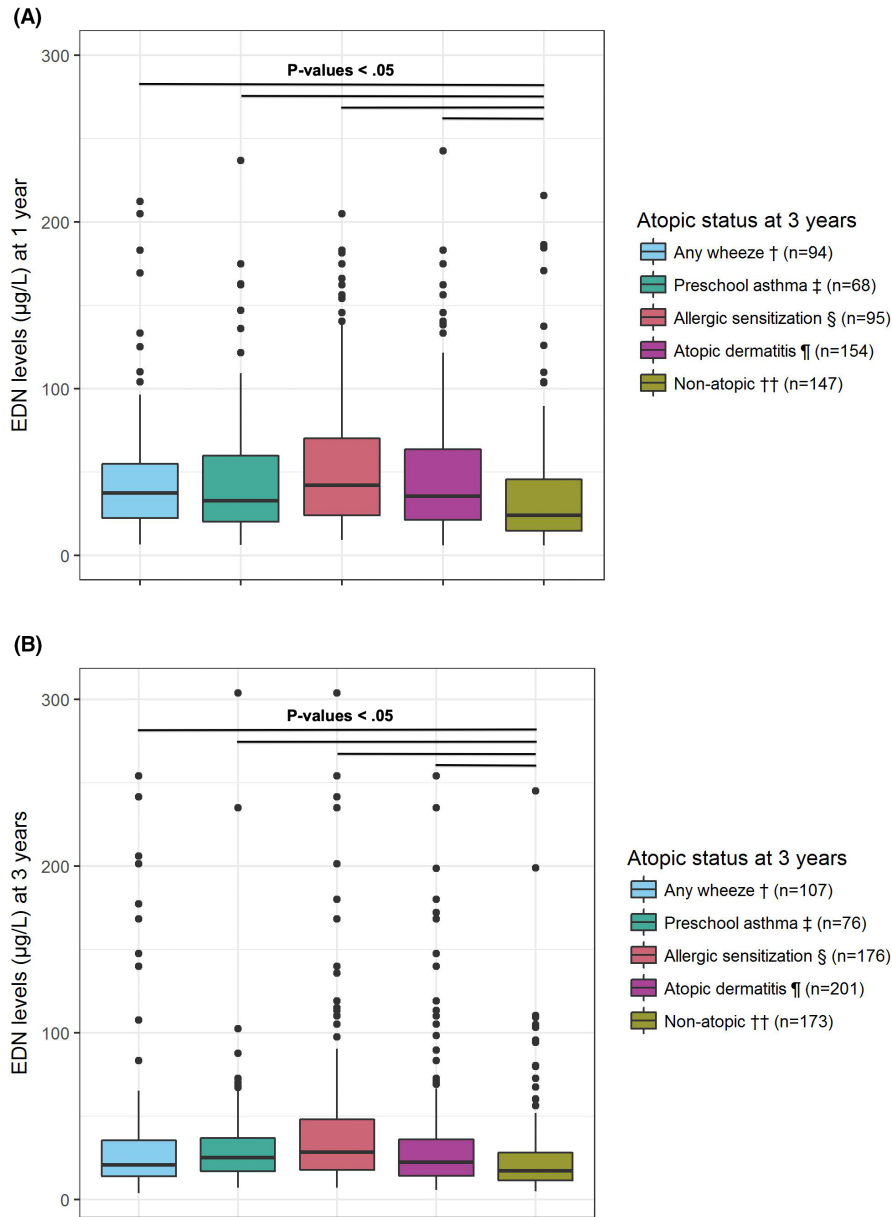 (A)
300
P-values < .05
200
100
0
EDN levels (µg/L) at 1 year
Atopic status at 3 years
Any wheeze † (n=94)
Preschool asthma ‡ (n=68)
Allergic sensitization § (n=95)
Atopic dermatitis ¶ (n=154)
Non-atopic †† (n=147)
(B)
300
P-values < .05
200
100
0
EDN levels (µg/L) at 3 years
Atopic status at 3 years
Any wheeze † (n=107)
Preschool asthma ‡ (n=76)
Allergic sensitization § (n=176)
Atopic dermatitis ¶ (n=201)
Non-atopic †† (n=173)